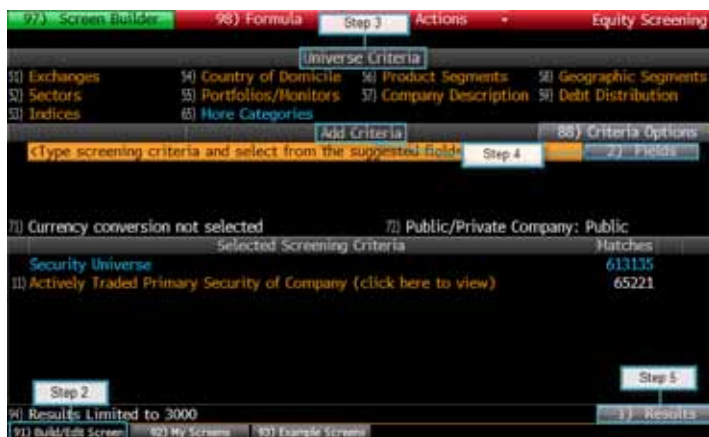 97) Screen Builder 98) Formula Step 3 Actions Equity Screening
Universe Criteria
51) Exchanges 54) Country of Domicile 56) Product Segments 58) Geographic Segments
52) Sectors 55) Portfolios/Monitors 57) Company Description 59) Debt Distribution
53) Indices 60) More Categories
Add Criteria 88) Criteria Options
<Type screening criteria and select from the suggested fields Step 4 2) Fields
71) Currency conversion not selected 72) Public/Private Company: Public
Selected Screening Criteria Matches
Security Universe 613135
11) Actively Traded Primary Security of Company (click here to view) 65221
Step 2 Step 5
94) Results Limited to 3000 1) Results
91) Build/Edit Screen 92) My Screens 93) Example Screens